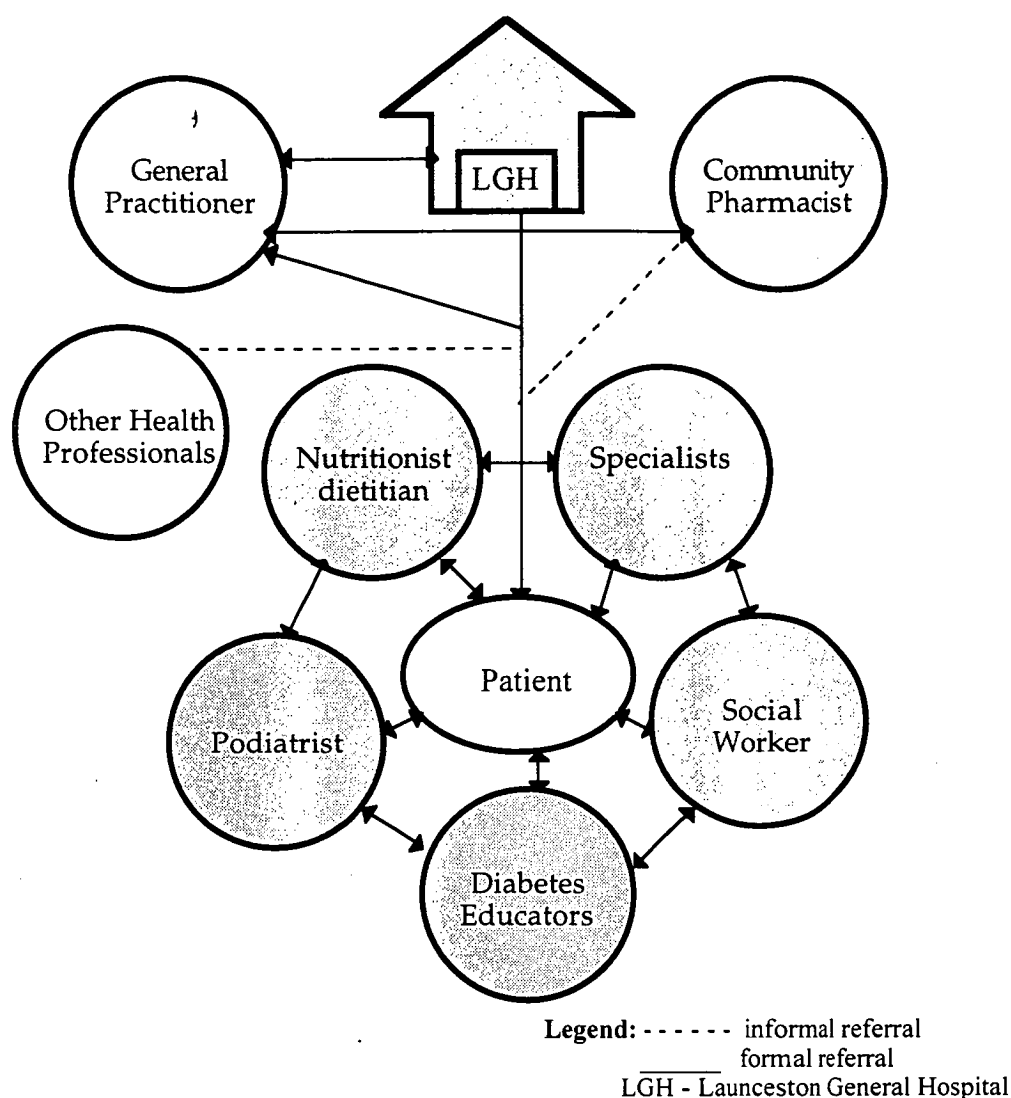 LGH
General
Practitioner
Community
Pharmacist
Other Health
Professionals
Nutritionist
dietitian
Specialists
Patient
Podiatrist
Social
Worker
Diabetes
Educators
Legend: - - - - - - informal referral
formal referral
LGH - Launceston General Hospital